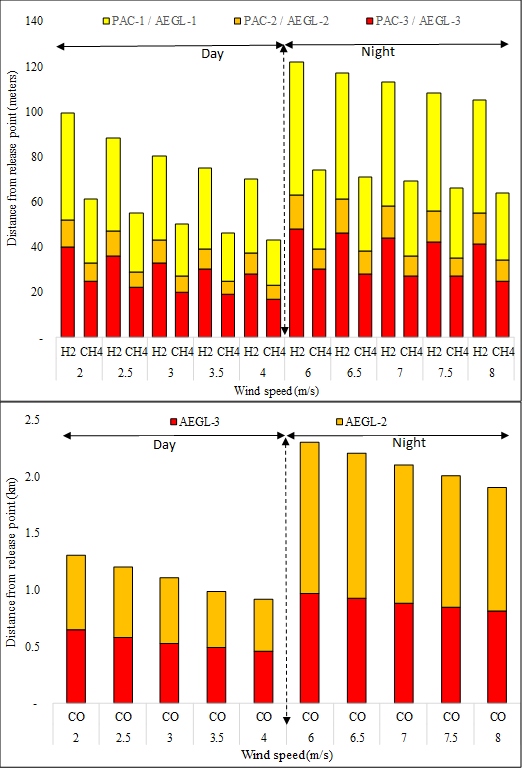 140
PAC-1 / AEGL-1 PAC-2 / AEGL-2 PAC-3 / AEGL-3
Day Night
120
100
80
60
40
20
-
Distance from release point (meters)
H2 CH4 H2 CH4 H2 CH4 H2 CH4 H2 CH4 H2 CH4 H2 CH4 H2 CH4 H2 CH4 H2 CH4
2 2.5 3 3.5 4 6 6.5 7 7.5 8
Wind speed (m/s)
2.5
AEGL-3 AEGL-2
Day Night
2.0
1.5
1.0
0.5
-
Distance from release point (km)
CO CO CO CO CO CO CO CO CO CO
2 2.5 3 3.5 4 6 6.5 7 7.5 8
Wind speed (m/s)